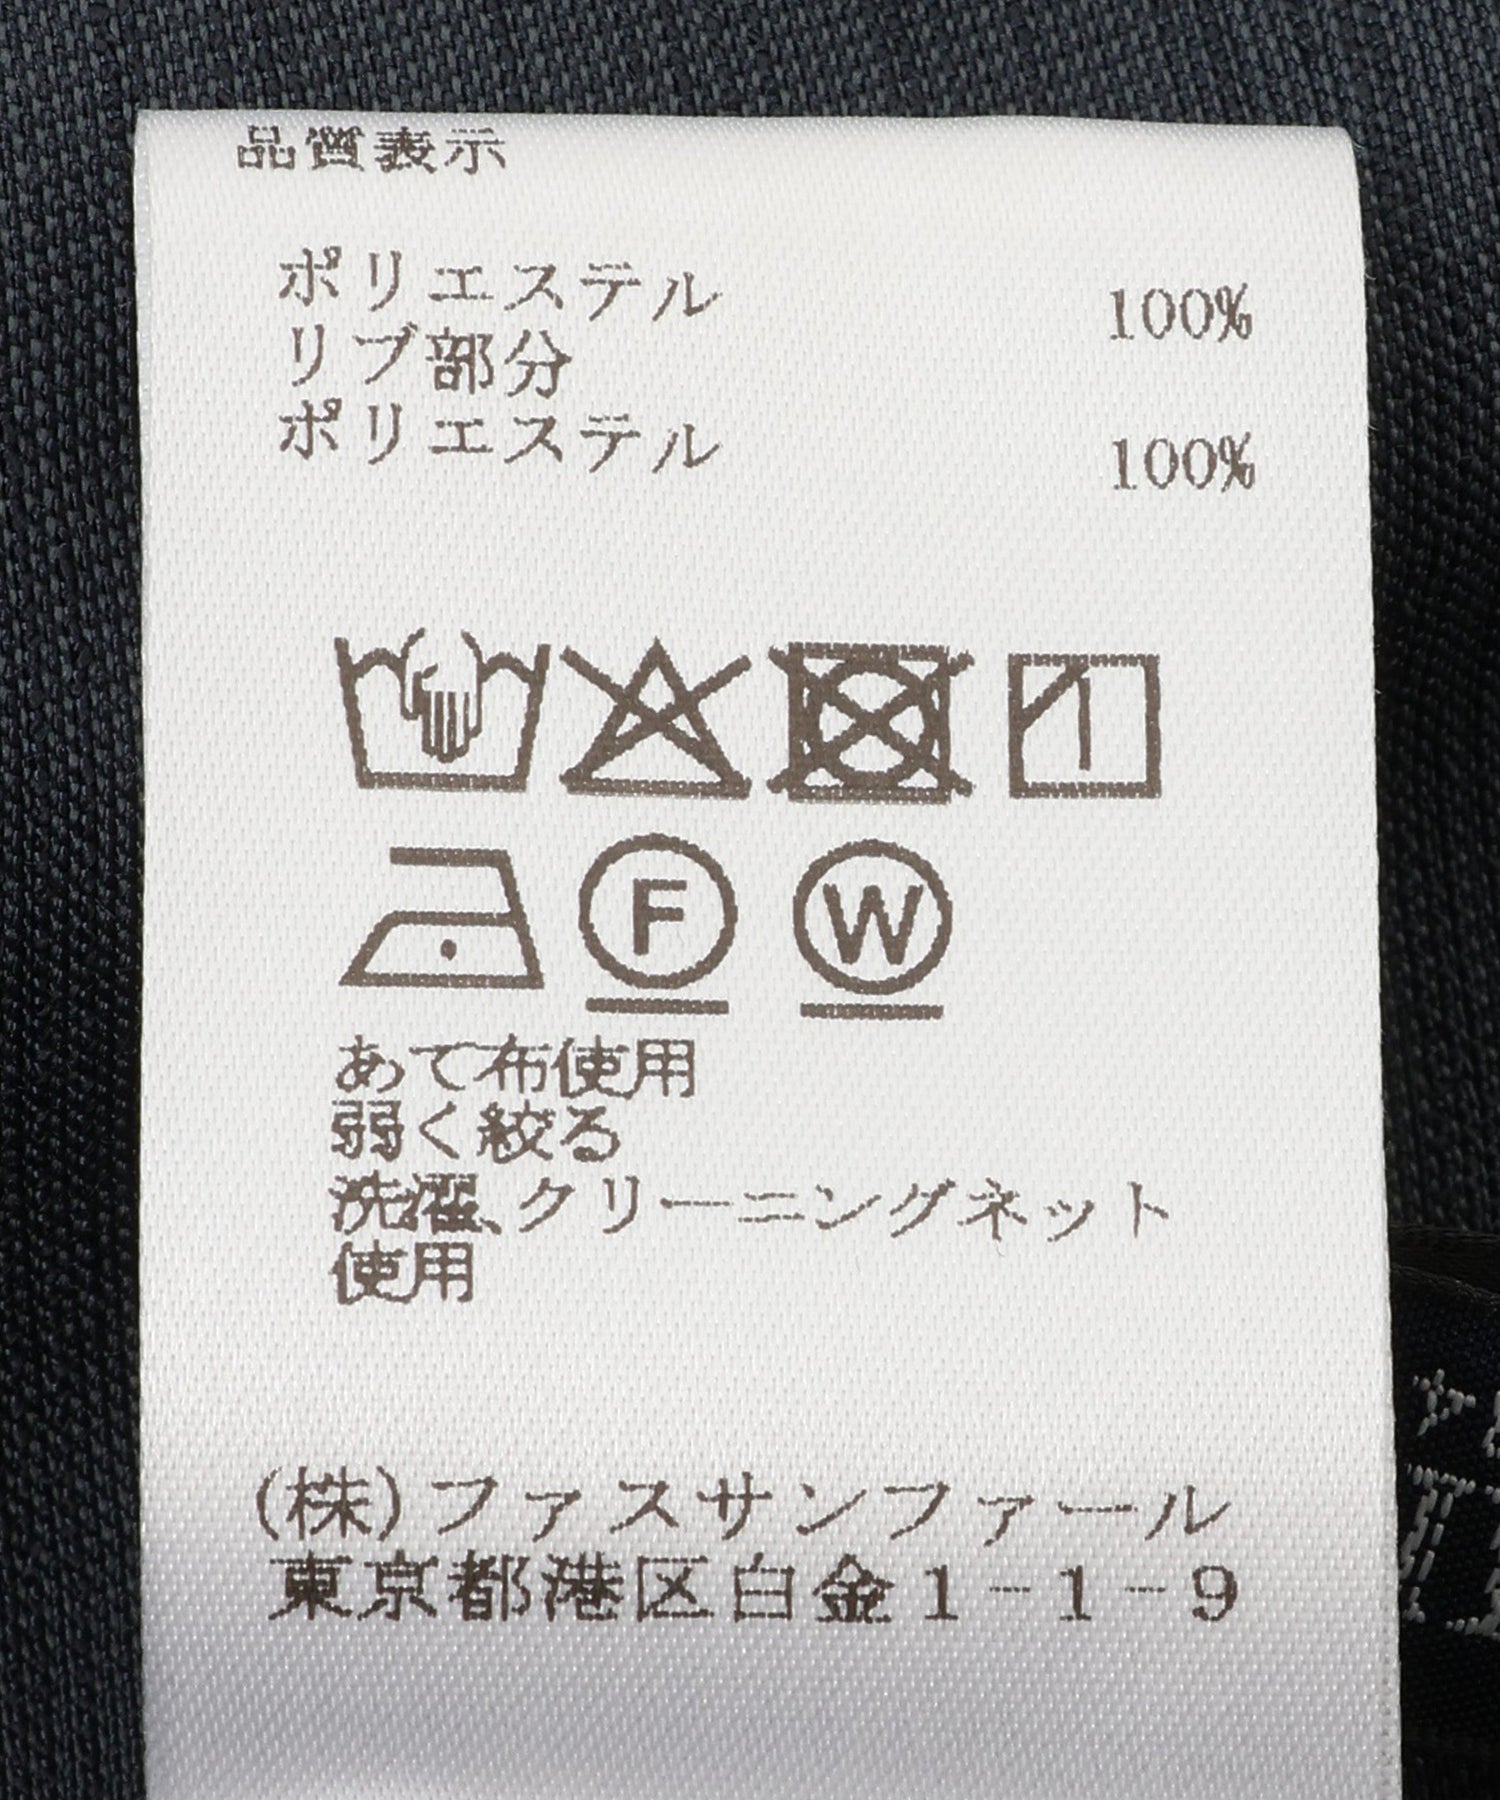 品質表示
ポリエステル 100%
リブ部分
ポリエステル 100%
F W
あて布使用
弱く絞る
洗濯、クリーニングネット
使用
(株)ファスサンファール
東京都港区白金1-1-9